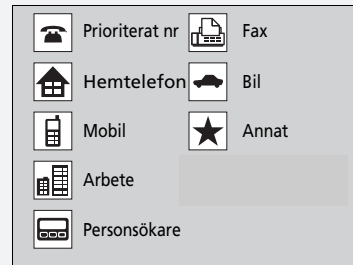 Prioriterat nr Fax
Hemtelefon Bil
Mobil Annat
Arbete
Personsökare